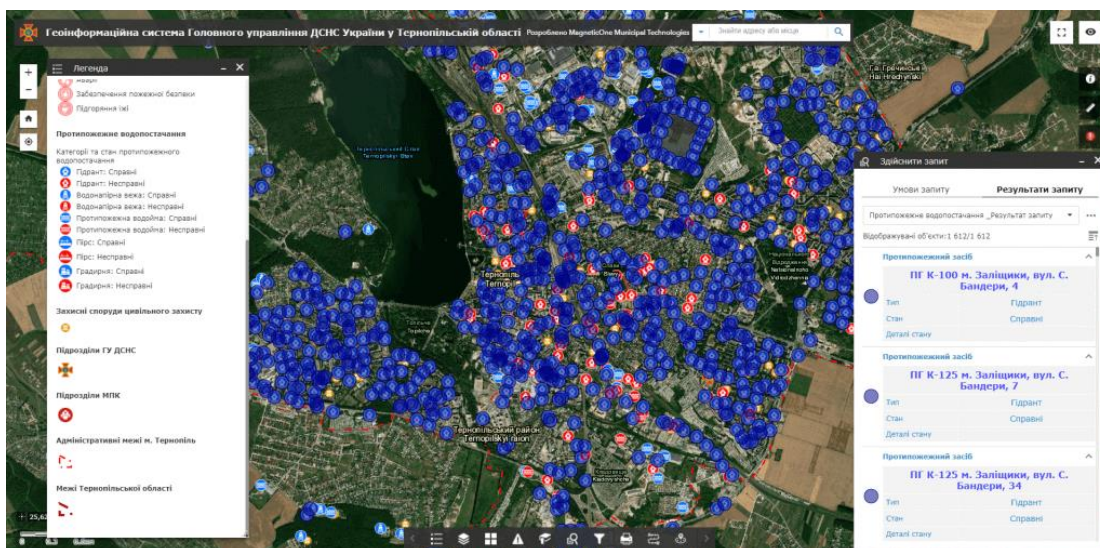 Геоінформаційна система Головного управління ДСНС України у Тернопільській області Розроблено MagneticOne Municipal Technologies
Знайти адресу або місце
Легенда
Аварії
Забезпечення пожежної безпеки
Підгоряння їжі
Протипожежне водопостачання
Категорії та стан протипожежного
водопостачання
Гідрант: Справні
Гідрант: Несправні
Водонапірна вежа: Справні
Водонапірна вежа: Несправні
Протипожежна водойма: Справні
Протипожежна водойма: Несправні
Пірс: Справні
Пірс: Несправні
Градирня: Справні
Градирня: Несправні
Захисні споруди цивільного захисту
Підрозділи ГУ ДСНС
Підрозділи МПК
Адміністративні межі м. Тернопіль
Межі Тернопільської області
Тернопіль
Ternopil
Тернопільський район
Ternopilskyi raion
Здійснити запит
Умови запиту
Результати запиту
Протипожежне водопостачання _Результат запиту
Відображувані об'єкти:1 612/1 612
Протипожежний засіб
ПГ К-100 м. Заліщики, вул. С.
Бандери, 4
Тип Гідрант
Стан Справні
Деталі стану
Протипожежний засіб
ПГ К-125 м. Заліщики, вул. С.
Бандери, 7
Тип Гідрант
Стан Справні
Деталі стану
Протипожежний засіб
ПГ К-125 м. Заліщики, вул. С.
Бандери, 34
Тип Гідрант
Стан Справні
Деталі стану